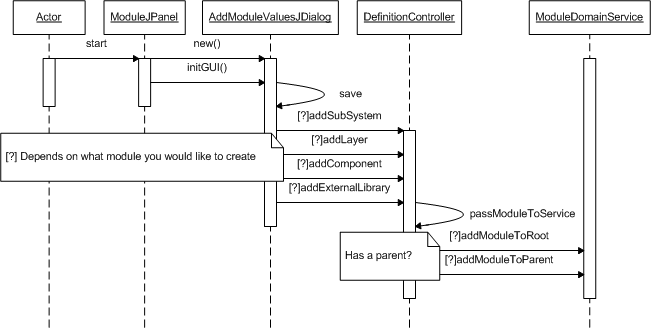 Actor
ModuleJPanel
AddModuleValuesJDialog
DefinitionController
ModuleDomainService
start
new()
initGUI()
save
[?]addSubSystem
[?]addLayer
[?] Depends on what module you would like to create
[?]addComponent
[?]addExternalLibrary
passModuleToService
[?]addModuleToRoot
Has a parent?
[?]addModuleToParent